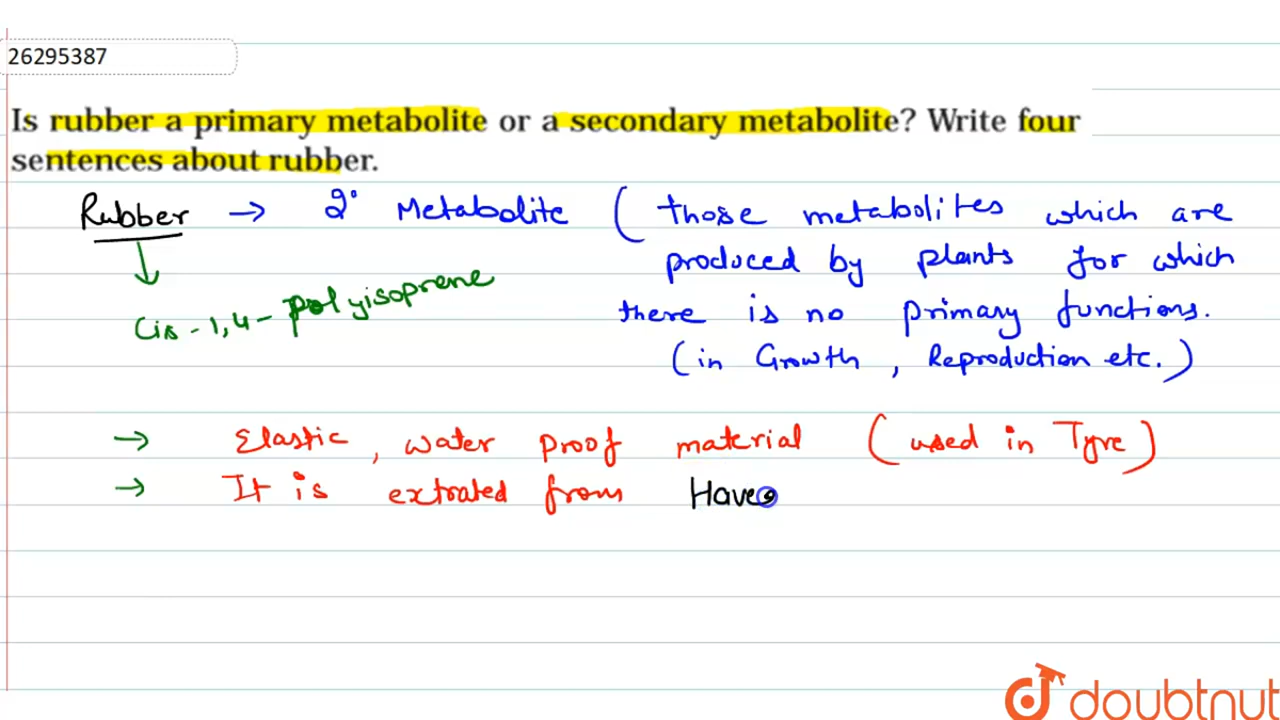 26295387
Is rubber a primary metabolite or a secondary metabolite? Write four
sentences about rubber.
Rubber → 2° Metabolite ( those metabolites which are
produced by plants for which
there is no primary functions.
(in Growth, Reproduction etc.)
Cis-1,4-polyisoprene
→ Elastic, water proof material (used in Tyre)
→ It is extrated from Have
doubtnut